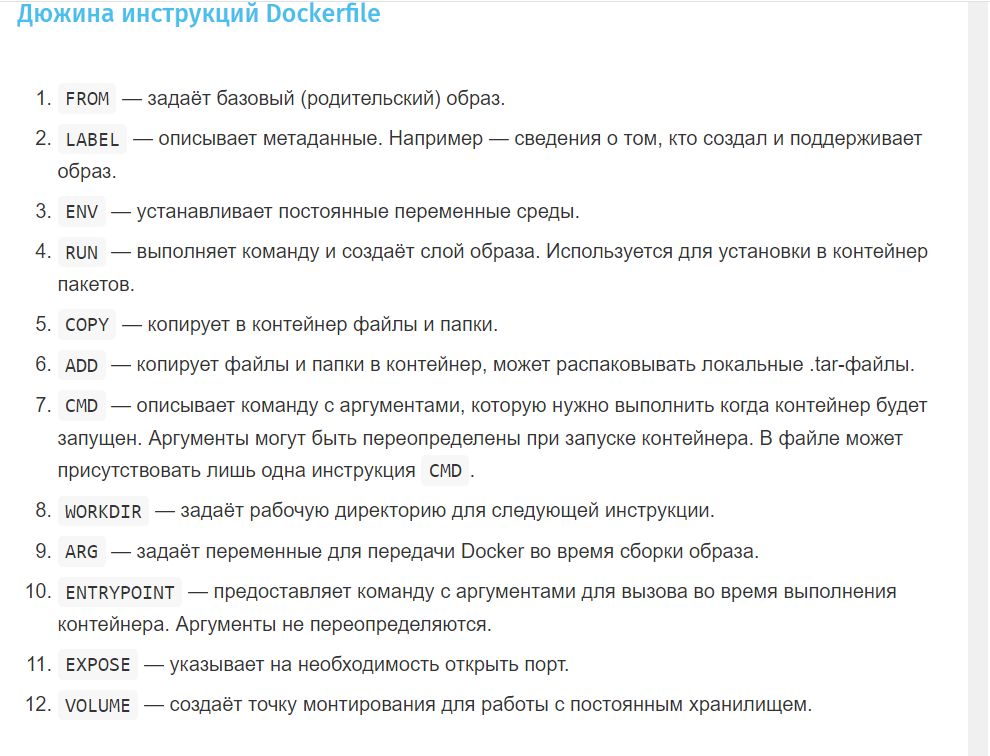 Дюжина инструкций Dockerfile
1. FROM — задаёт базовый (родительский) образ.
2. LABEL — описывает метаданные. Например — сведения о том, кто создал и поддерживает
образ.
3. ENV — устанавливает постоянные переменные среды.
4. RUN — выполняет команду и создаёт слой образа. Используется для установки в контейнер
пакетов.
5. COPY — копирует в контейнер файлы и папки.
6. ADD — копирует файлы и папки в контейнер, может распаковывать локальные .tar-файлы.
7. CMD — описывает команду с аргументами, которую нужно выполнить когда контейнер будет
запущен. Аргументы могут быть переопределены при запуске контейнера. В файле может
присутствовать лишь одна инструкция CMD.
8. WORKDIR — задаёт рабочую директорию для следующей инструкции.
9. ARG — задаёт переменные для передачи Docker во время сборки образа.
10. ENTRYPOINT — предоставляет команду с аргументами для вызова во время выполнения
контейнера. Аргументы не переопределяются.
11. EXPOSE — указывает на необходимость открыть порт.
12. VOLUME — создаёт точку монтирования для работы с постоянным хранилищем.